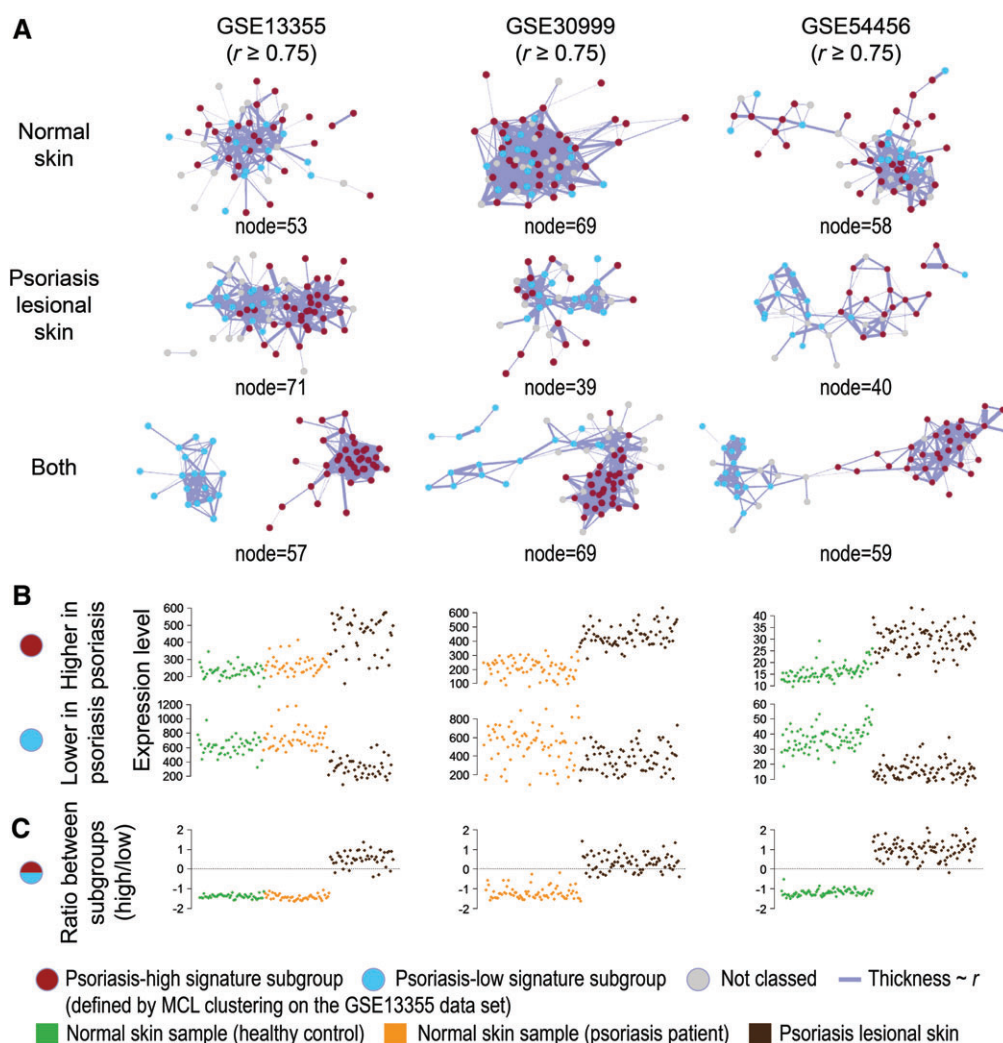 A
GSE13355
(r ≥ 0.75)
GSE30999
(r ≥ 0.75)
GSE54456
(r ≥ 0.75)
Normal
skin
node=53
node=69
node=58
Psoriasis
lesional
skin
node=71
node=39
node=40
Both
node=57
node=69
node=59
B
Higher in
psoriasis
Lower in
psoriasis
Expression level
600
500
400
300
200
600
500
400
300
200
100
40
35
30
25
20
15
10
1200
1000
800
600
400
200
800
600
400
200
60
50
40
30
20
10
C
Ratio between
subgroups
(high/low)
2
1
0
-1
-2
2
1
0
-1
-2
2
1
0
-1
-2
Psoriasis-high signature subgroup
(defined by MCL clustering on the GSE13355 data set)
Psoriasis-low signature subgroup
Not classed
Thickness ~ r
Normal skin sample (healthy control)
Normal skin sample (psoriasis patient)
Psoriasis lesional skin